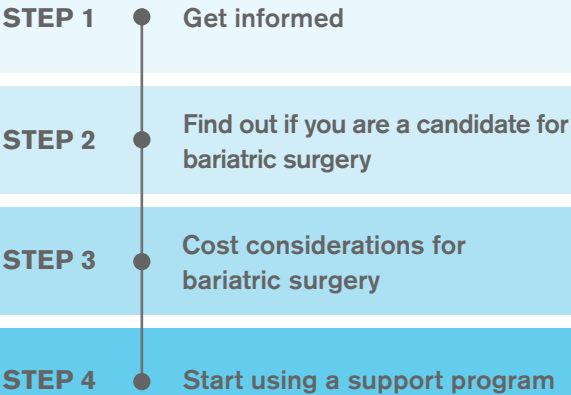 STEP 1 Get informed
STEP 2 Find out if you are a candidate for
bariatric surgery
STEP 3 Cost considerations for
bariatric surgery
STEP 4 Start using a support program